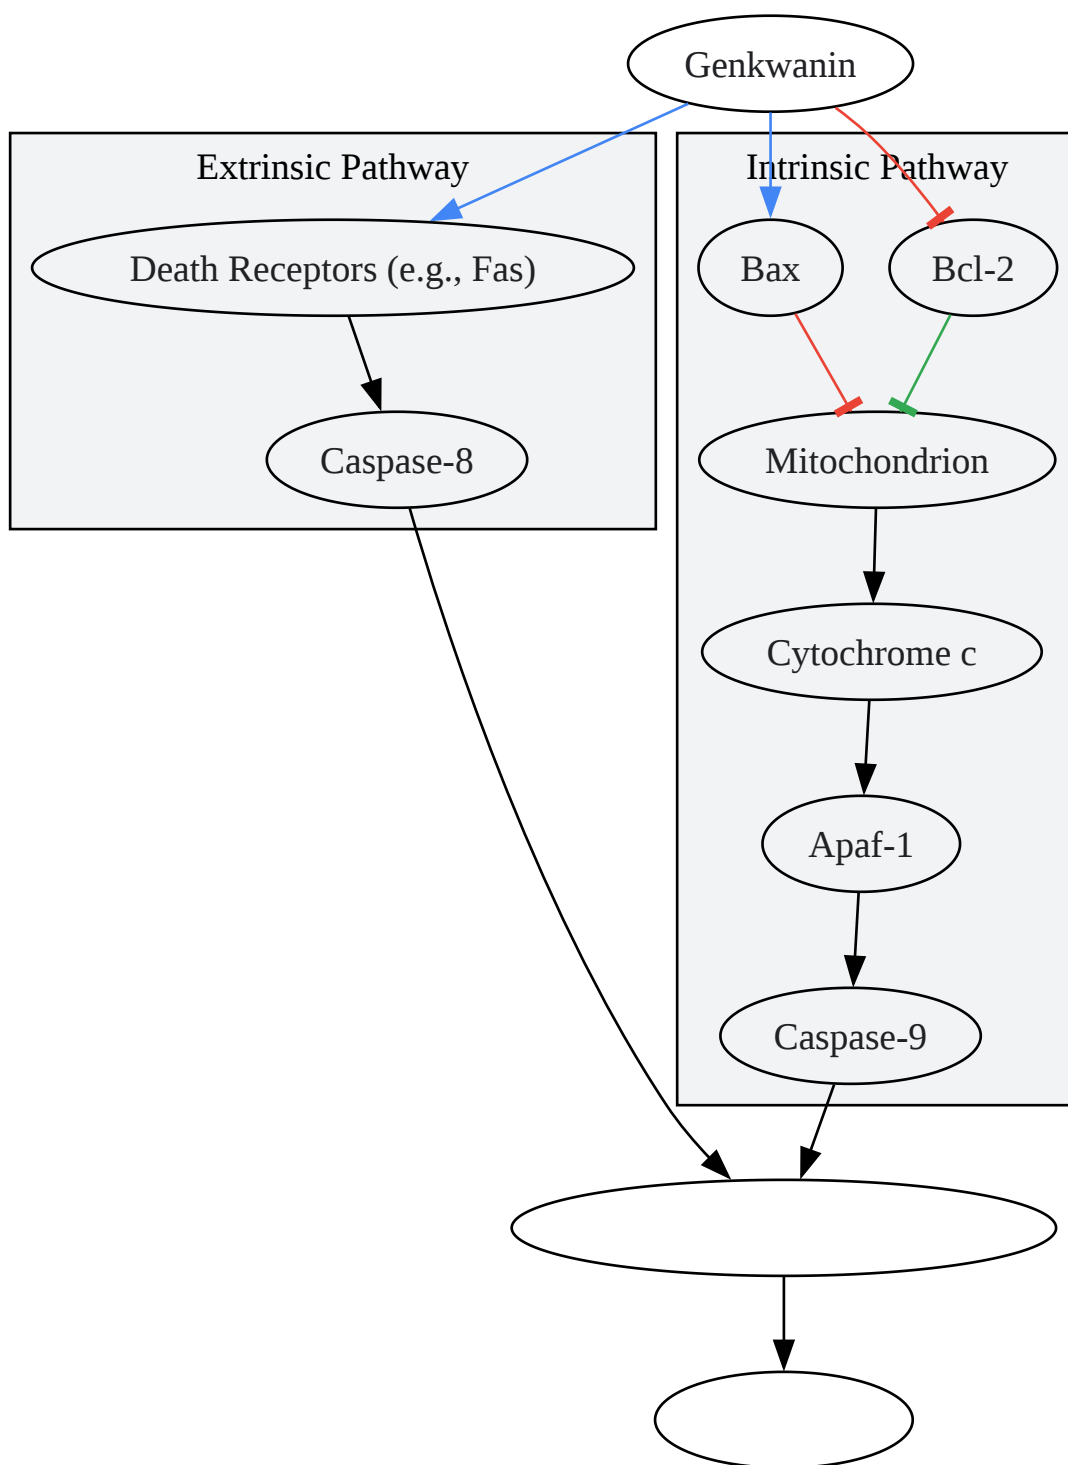 Genkwanin
Extrinsic Pathway
Intrinsic Pathway
Death Receptors (e.g., Fas)
Bax
Bcl-2
Caspase-8
Mitochondrion
Cytochrome c
Apaf-1
Caspase-9